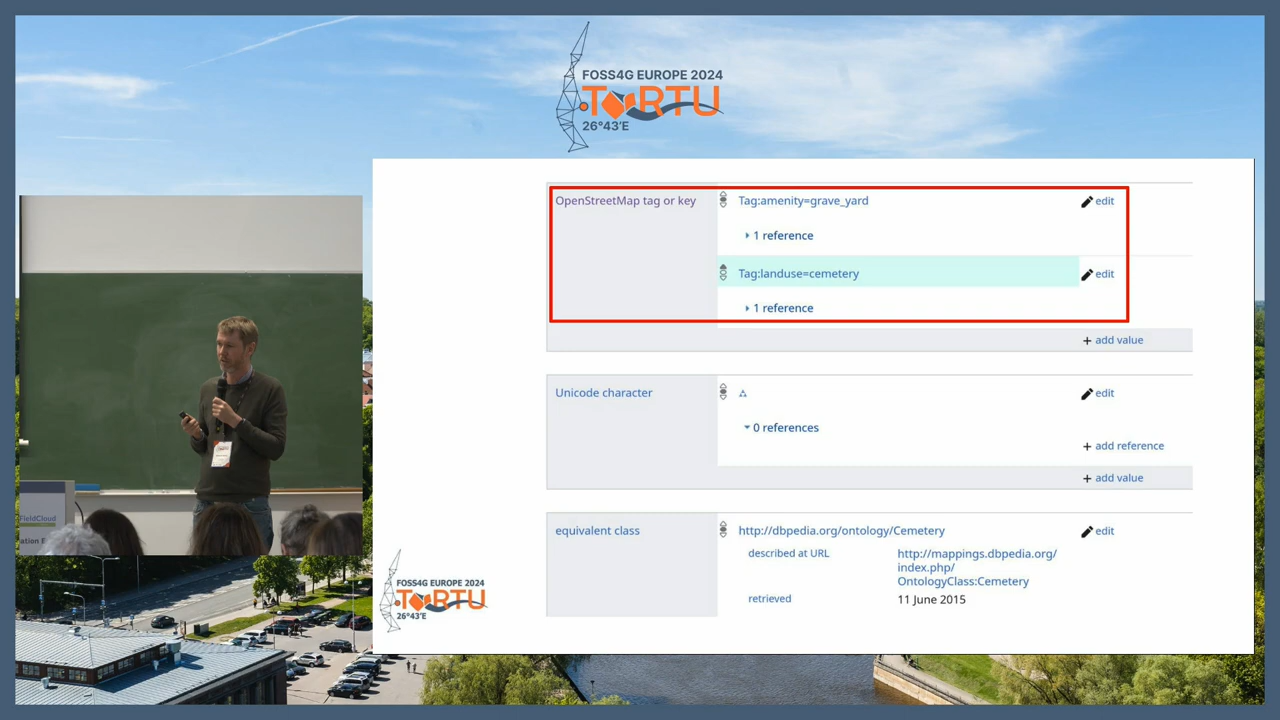 FOSS4G EUROPE 2024
TARTU
26°43'E
OpenStreetMap tag or key
Tag:amenity=grave_yard
edit
1 reference
Tag:landuse=cemetery
edit
1 reference
+ add value
Unicode character
⛬
edit
0 references
+ add reference
+ add value
equivalent class
http://dbpedia.org/ontology/Cemetery
edit
described at URL
http://mappings.dbpedia.org/
index.php/
OntologyClass:Cemetery
retrieved
11 June 2015
FieldCloud
FOSS4G EUROPE 2024
TARTU
26°43'E